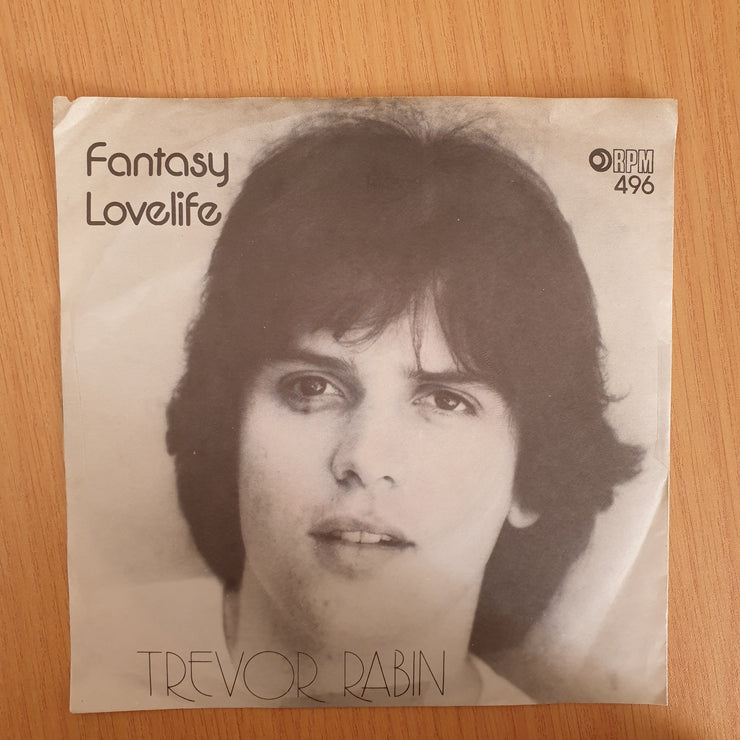 Fantasy
Lovelife
RPM
496
TREVOR RABIN